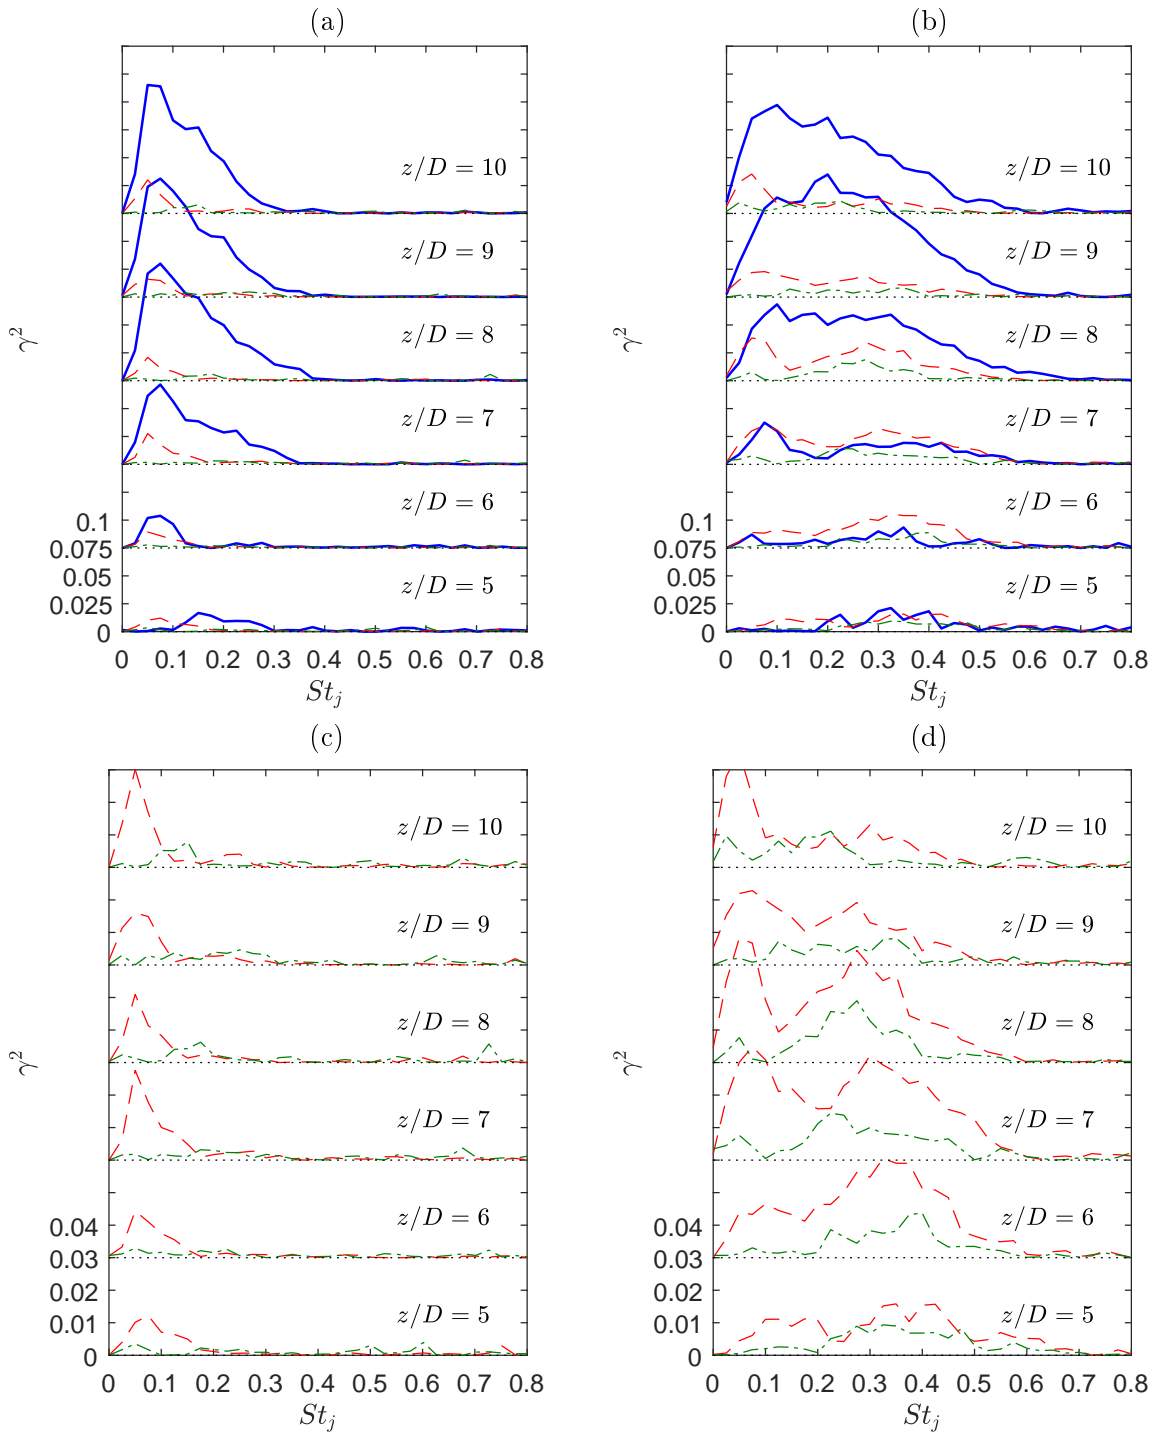 (a)
z/D = 10
z/D = 9
z/D = 8
z/D = 7
z/D = 6
z/D = 5
γ²
0.1
0.075
0.05
0.025
0
0 0.1 0.2 0.3 0.4 0.5 0.6 0.7 0.8
St_j
(b)
z/D = 10
z/D = 9
z/D = 8
z/D = 7
z/D = 6
z/D = 5
γ²
0.1
0.075
0.05
0.025
0
0 0.1 0.2 0.3 0.4 0.5 0.6 0.7 0.8
St_j
(c)
z/D = 10
z/D = 9
z/D = 8
z/D = 7
z/D = 6
z/D = 5
γ²
0.04
0.03
0.02
0.01
0
0 0.1 0.2 0.3 0.4 0.5 0.6 0.7 0.8
St_j
(d)
z/D = 10
z/D = 9
z/D = 8
z/D = 7
z/D = 6
z/D = 5
γ²
0.04
0.03
0.02
0.01
0
0 0.1 0.2 0.3 0.4 0.5 0.6 0.7 0.8
St_j